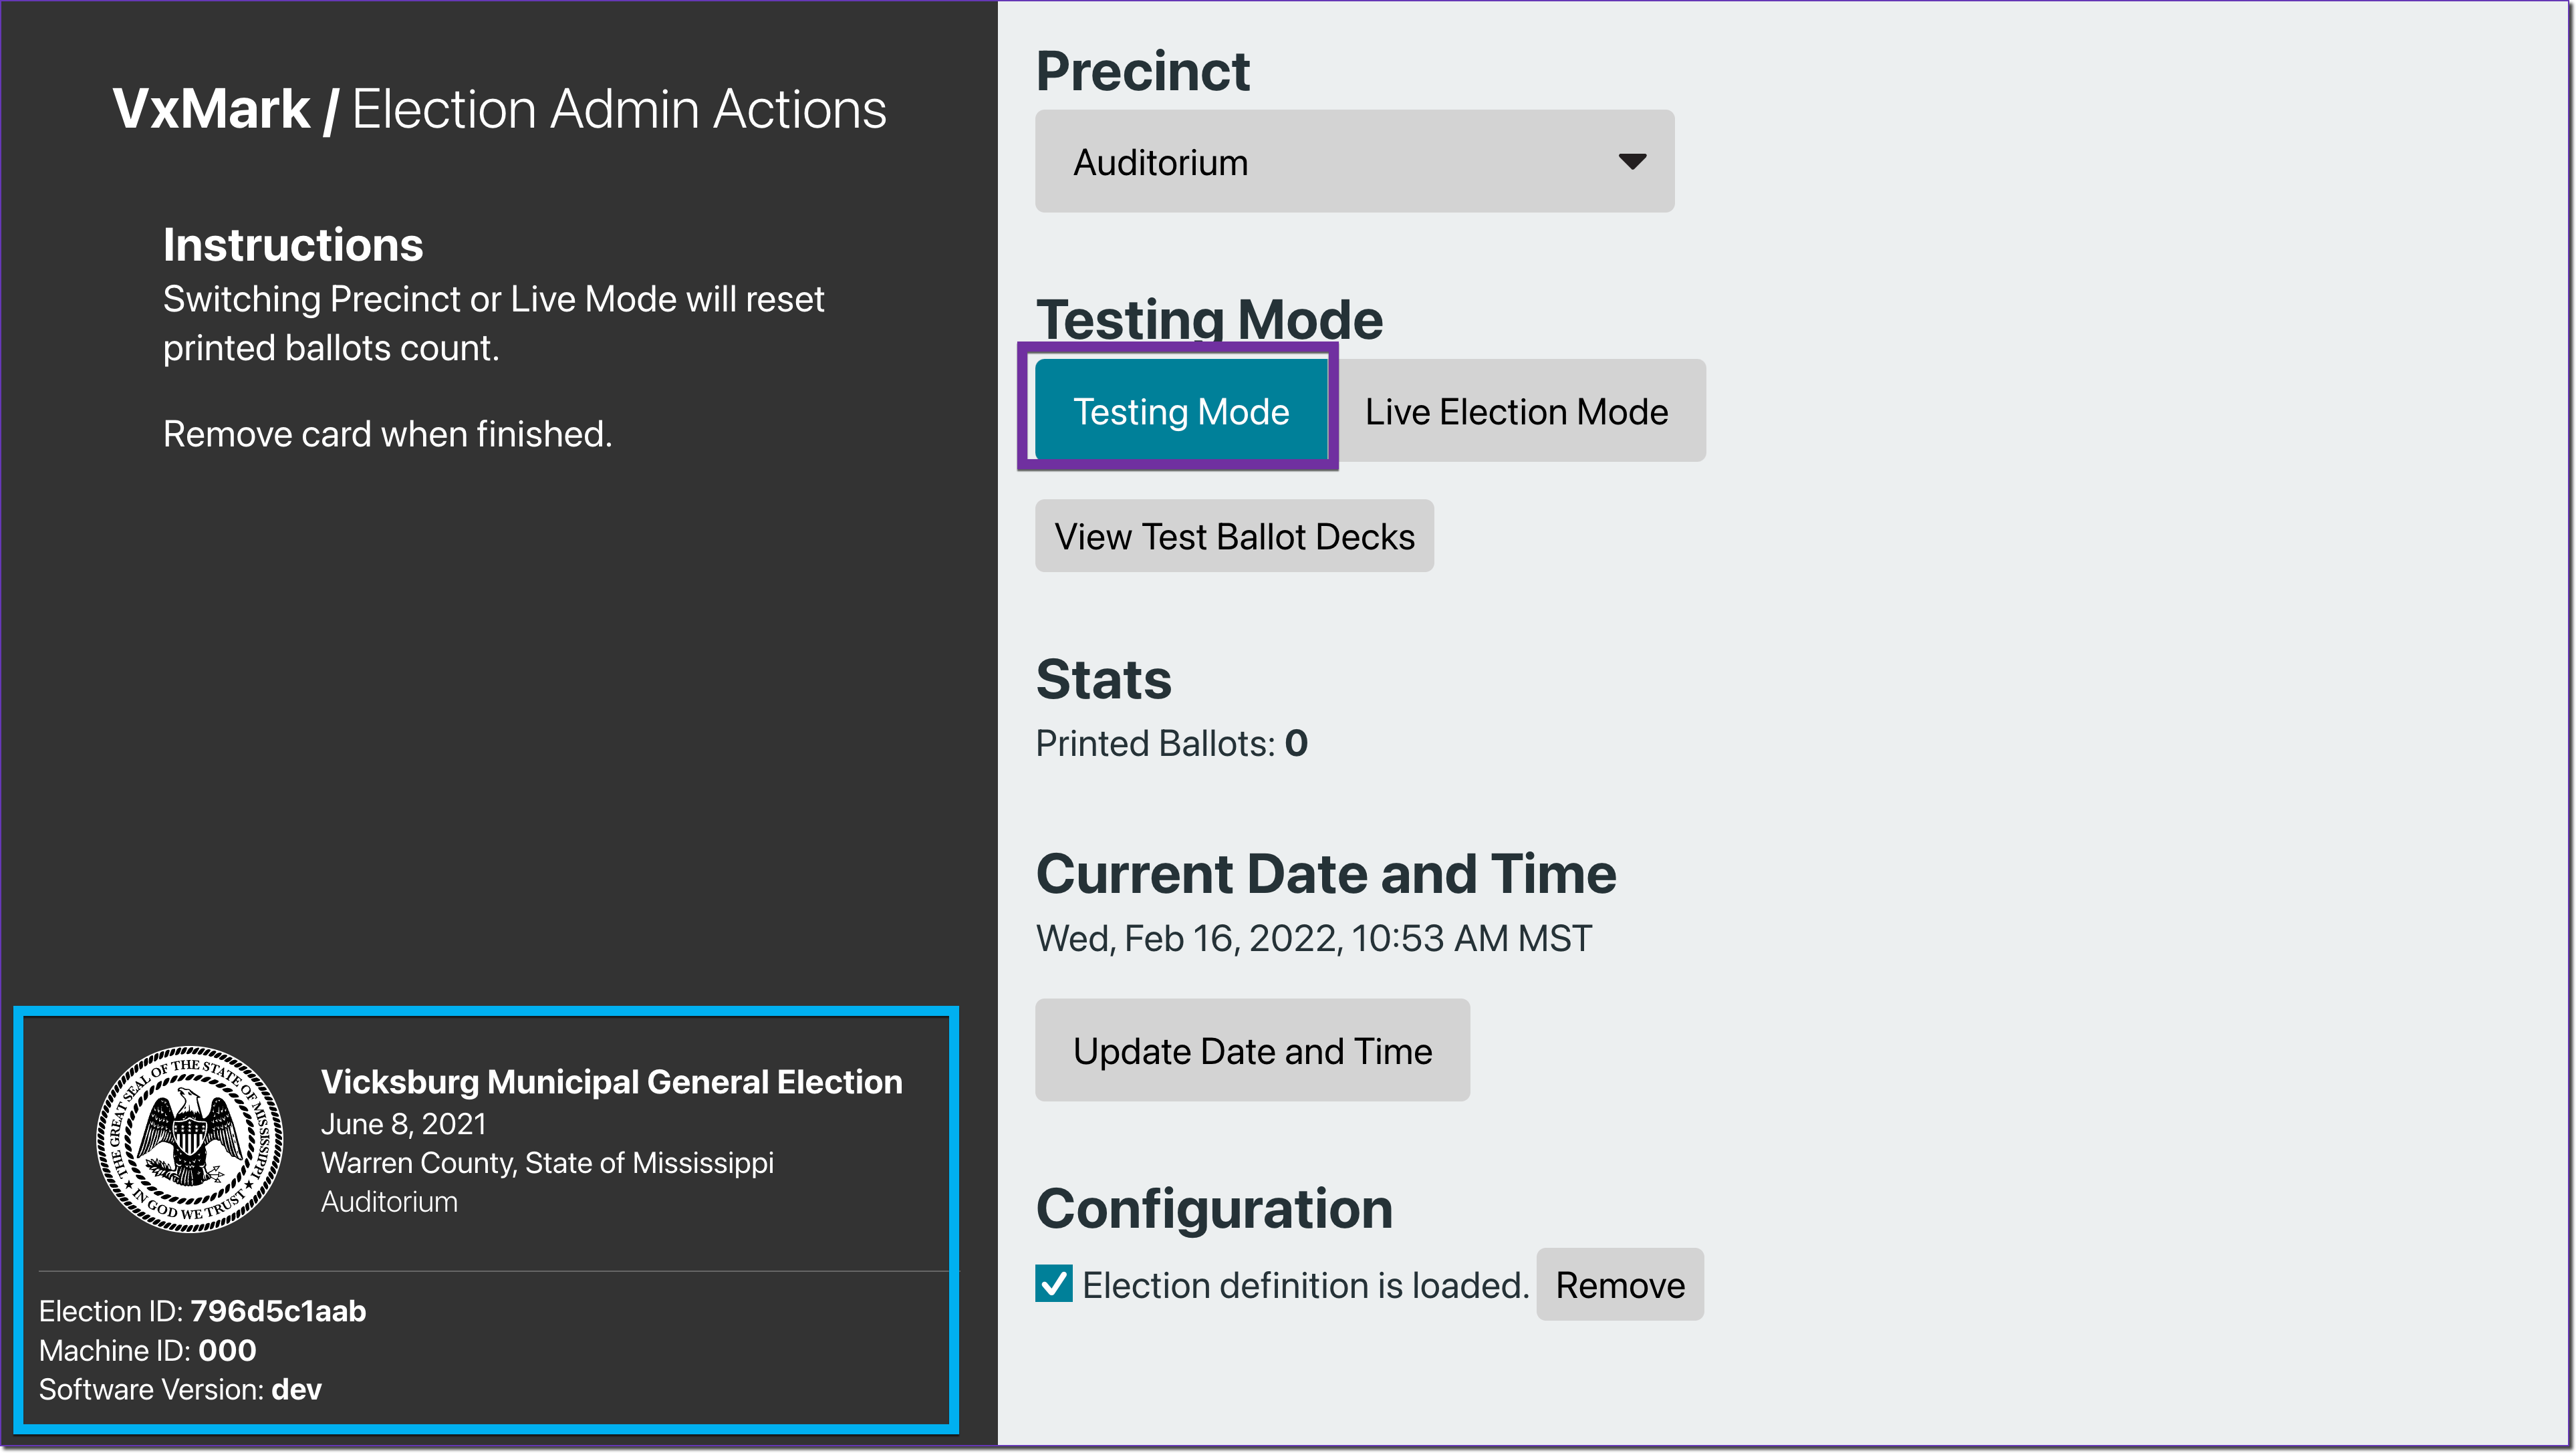 VxMark / Election Admin Actions
Instructions
Switching Precinct or Live Mode will reset
printed ballots count.
Remove card when finished.
THE GREAT SEAL OF THE STATE OF MISSISSIPPI
IN GOD WE TRUST
Vicksburg Municipal General Election
June 8, 2021
Warren County, State of Mississippi
Auditorium
Election ID: 796d5c1aab
Machine ID: 000
Software Version: dev
Precinct
Auditorium
Testing Mode
Testing Mode Live Election Mode
View Test Ballot Decks
Stats
Printed Ballots: 0
Current Date and Time
Wed, Feb 16, 2022, 10:53 AM MST
Update Date and Time
Configuration
Election definition is loaded. Remove